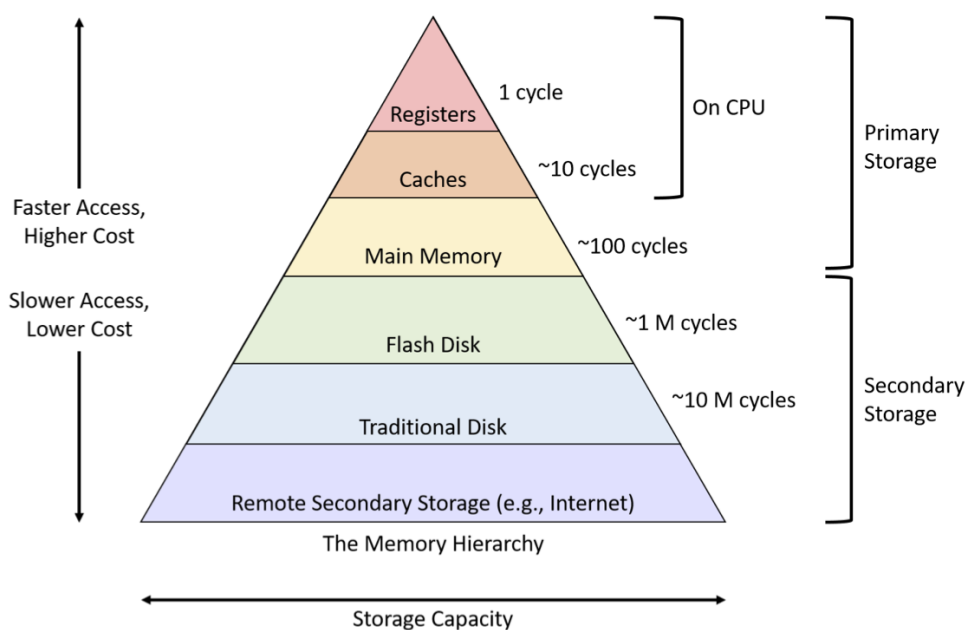 1 cycle
Registers
On CPU
Primary
Storage
~10 cycles
Caches
Faster Access,
Higher Cost
~100 cycles
Main Memory
Slower Access,
Lower Cost
~1 M cycles
Flash Disk
~10 M cycles
Secondary
Storage
Traditional Disk
Remote Secondary Storage (e.g., Internet)
The Memory Hierarchy
Storage Capacity